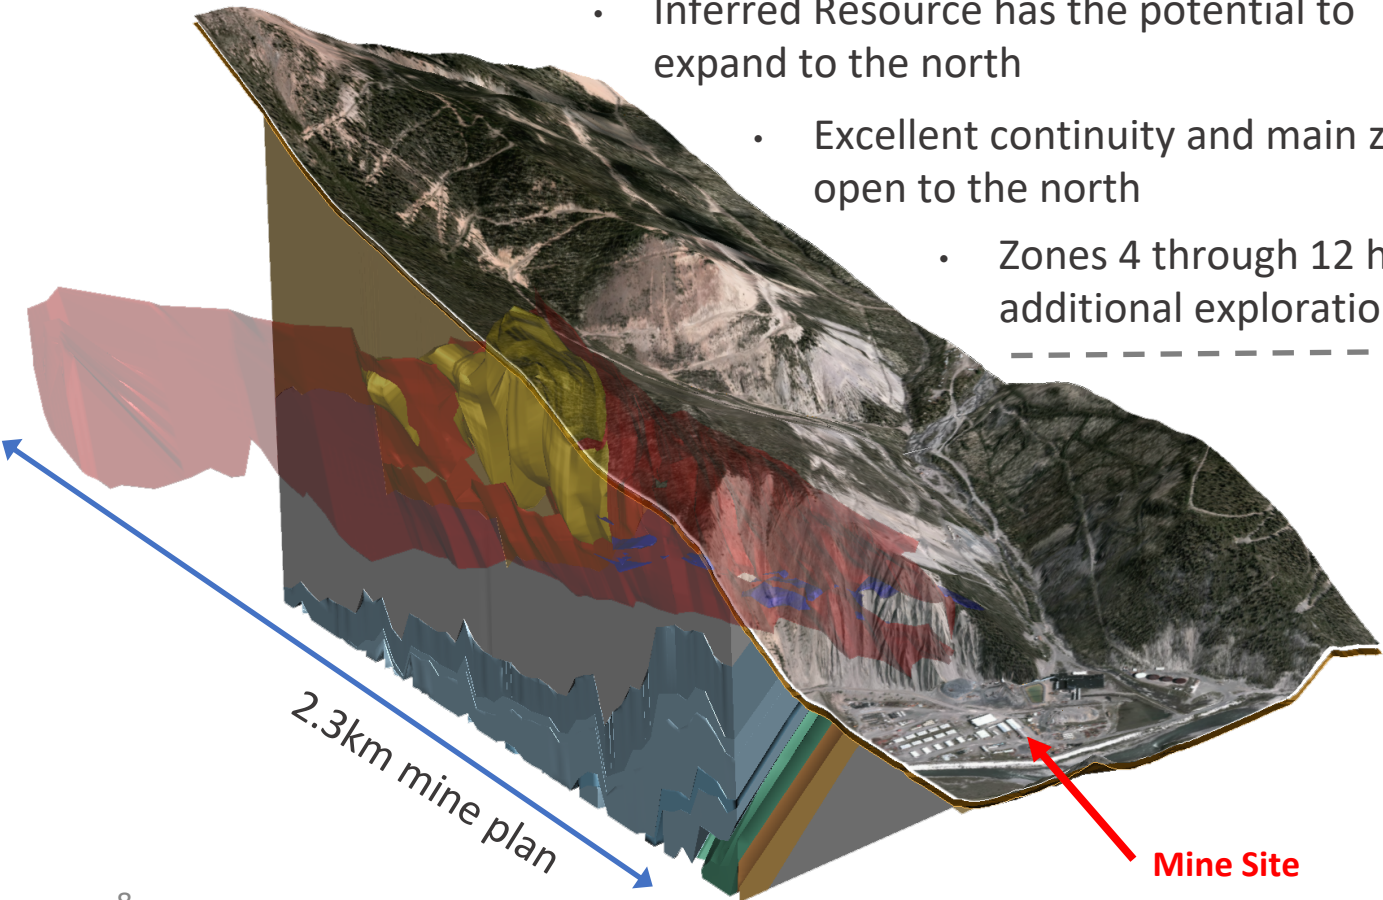 • Inferred Resource has the potential to
expand to the north
• Excellent continuity and main
open to the north
• Zones 4 through 12
additional
2.3km mine plan
Mine Site
8